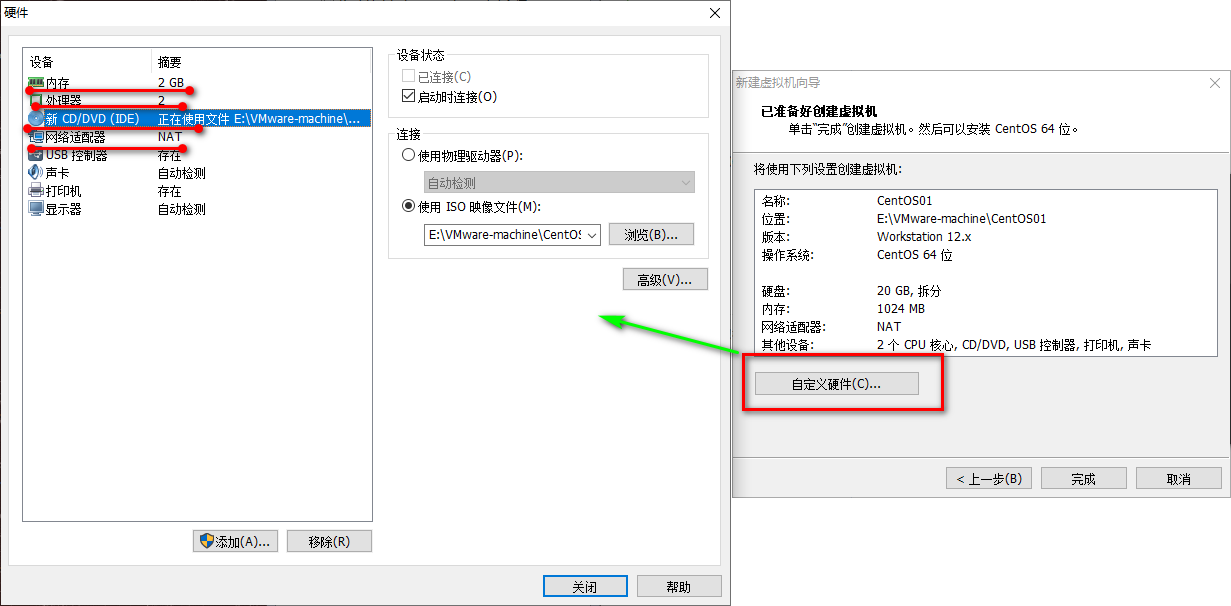 硬件
设备 摘要
内存 2 GB
处理器 2
新 CD/DVD (IDE) 正在使用文件 E:\VMware-machine\...
网络适配器 NAT
USB 控制器 存在
声卡 自动检测
打印机 存在
显示器 自动检测
添加(A)... 移除(R)
设备状态
已连接(C)
启动时连接(O)
连接
使用物理驱动器(P):
自动检测
使用 ISO 映像文件(M):
E:\VMware-machine\CentOS 浏览(B)...
高级(V)...
关闭 帮助
新建虚拟机向导
已准备好创建虚拟机
单击“完成”创建虚拟机。然后可以安装 CentOS 64 位。
将使用下列设置创建虚拟机:
名称: CentOS01
位置: E:\VMware-machine\CentOS01
版本: Workstation 12.x
操作系统: CentOS 64 位
硬盘: 20 GB, 拆分
内存: 1024 MB
网络适配器: NAT
其他设备: 2 个 CPU 核心, CD/DVD, USB 控制器, 打印机, 声卡
自定义硬件(C)...
< 上一步(B) 完成 取消